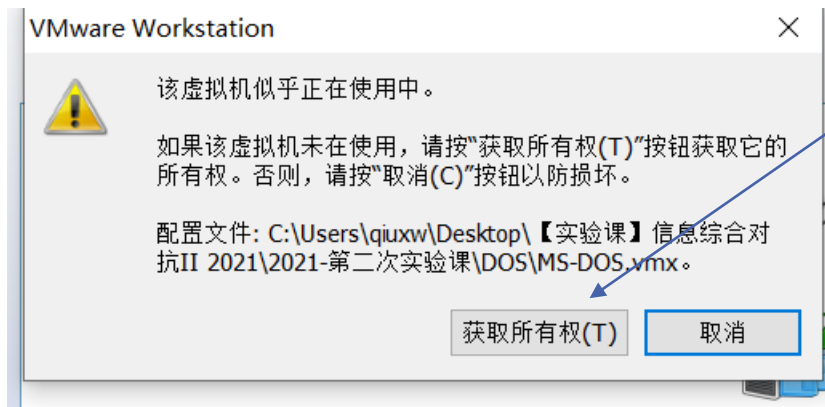 VMware Workstation
该虚拟机似乎正在使用中。
如果该虚拟机未在使用，请按“获取所有权(T)”按钮获取它的
所有权。否则，请按“取消(C)”按钮以防损坏。
配置文件: C:\Users\qiuxw\Desktop\【实验课】信息综合对
抗II 2021\2021-第二次实验课\DOS\MS-DOS.vmx。
获取所有权(T)
取消